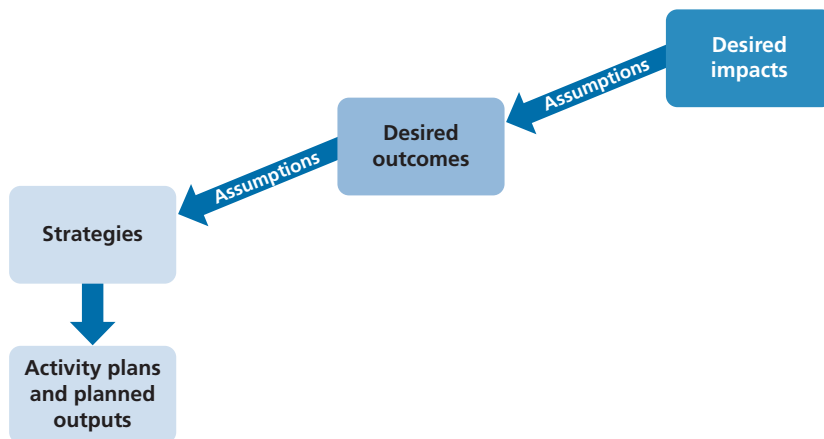 Desired
impacts
Assumptions
Desired
outcomes
Assumptions
Strategies
Activity plans
and planned
outputs